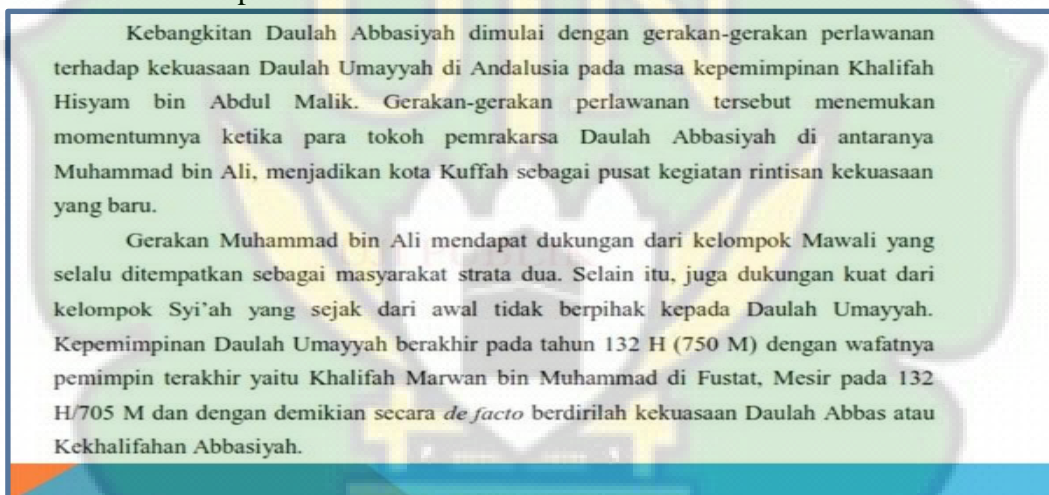 Kebangkitan Daulah Abbasiyah dimulai dengan gerakan-gerakan perlawanan
terhadap kekuasaan Daulah Umayyah di Andalusia pada masa kepemimpinan Khalifah
Hisyam bin Abdul Malik. Gerakan-gerakan perlawanan tersebut menemukan
momentumnya ketika para tokoh pemrakarsa Daulah Abbasiyah di antaranya
Muhammad bin Ali, menjadikan kota Kuffah sebagai pusat kegiatan rintisan kekuasaan
yang baru.
Gerakan Muhammad bin Ali mendapat dukungan dari kelompok Mawali yang
selalu ditempatkan sebagai masyarakat strata dua. Selain itu, juga dukungan kuat dari
kelompok Syi'ah yang sejak dari awal tidak berpihak kepada Daulah Umayyah.
Kepemimpinan Daulah Umayyah berakhir pada tahun 132 H (750 M) dengan wafatnya
pemimpin terakhir yaitu Khalifah Marwan bin Muhammad di Fustat, Mesir pada 132
H/705 M dan dengan demikian secara de facto berdirilah kekuasaan Daulah Abbas atau
Kekhalifahan Abbasiyah.